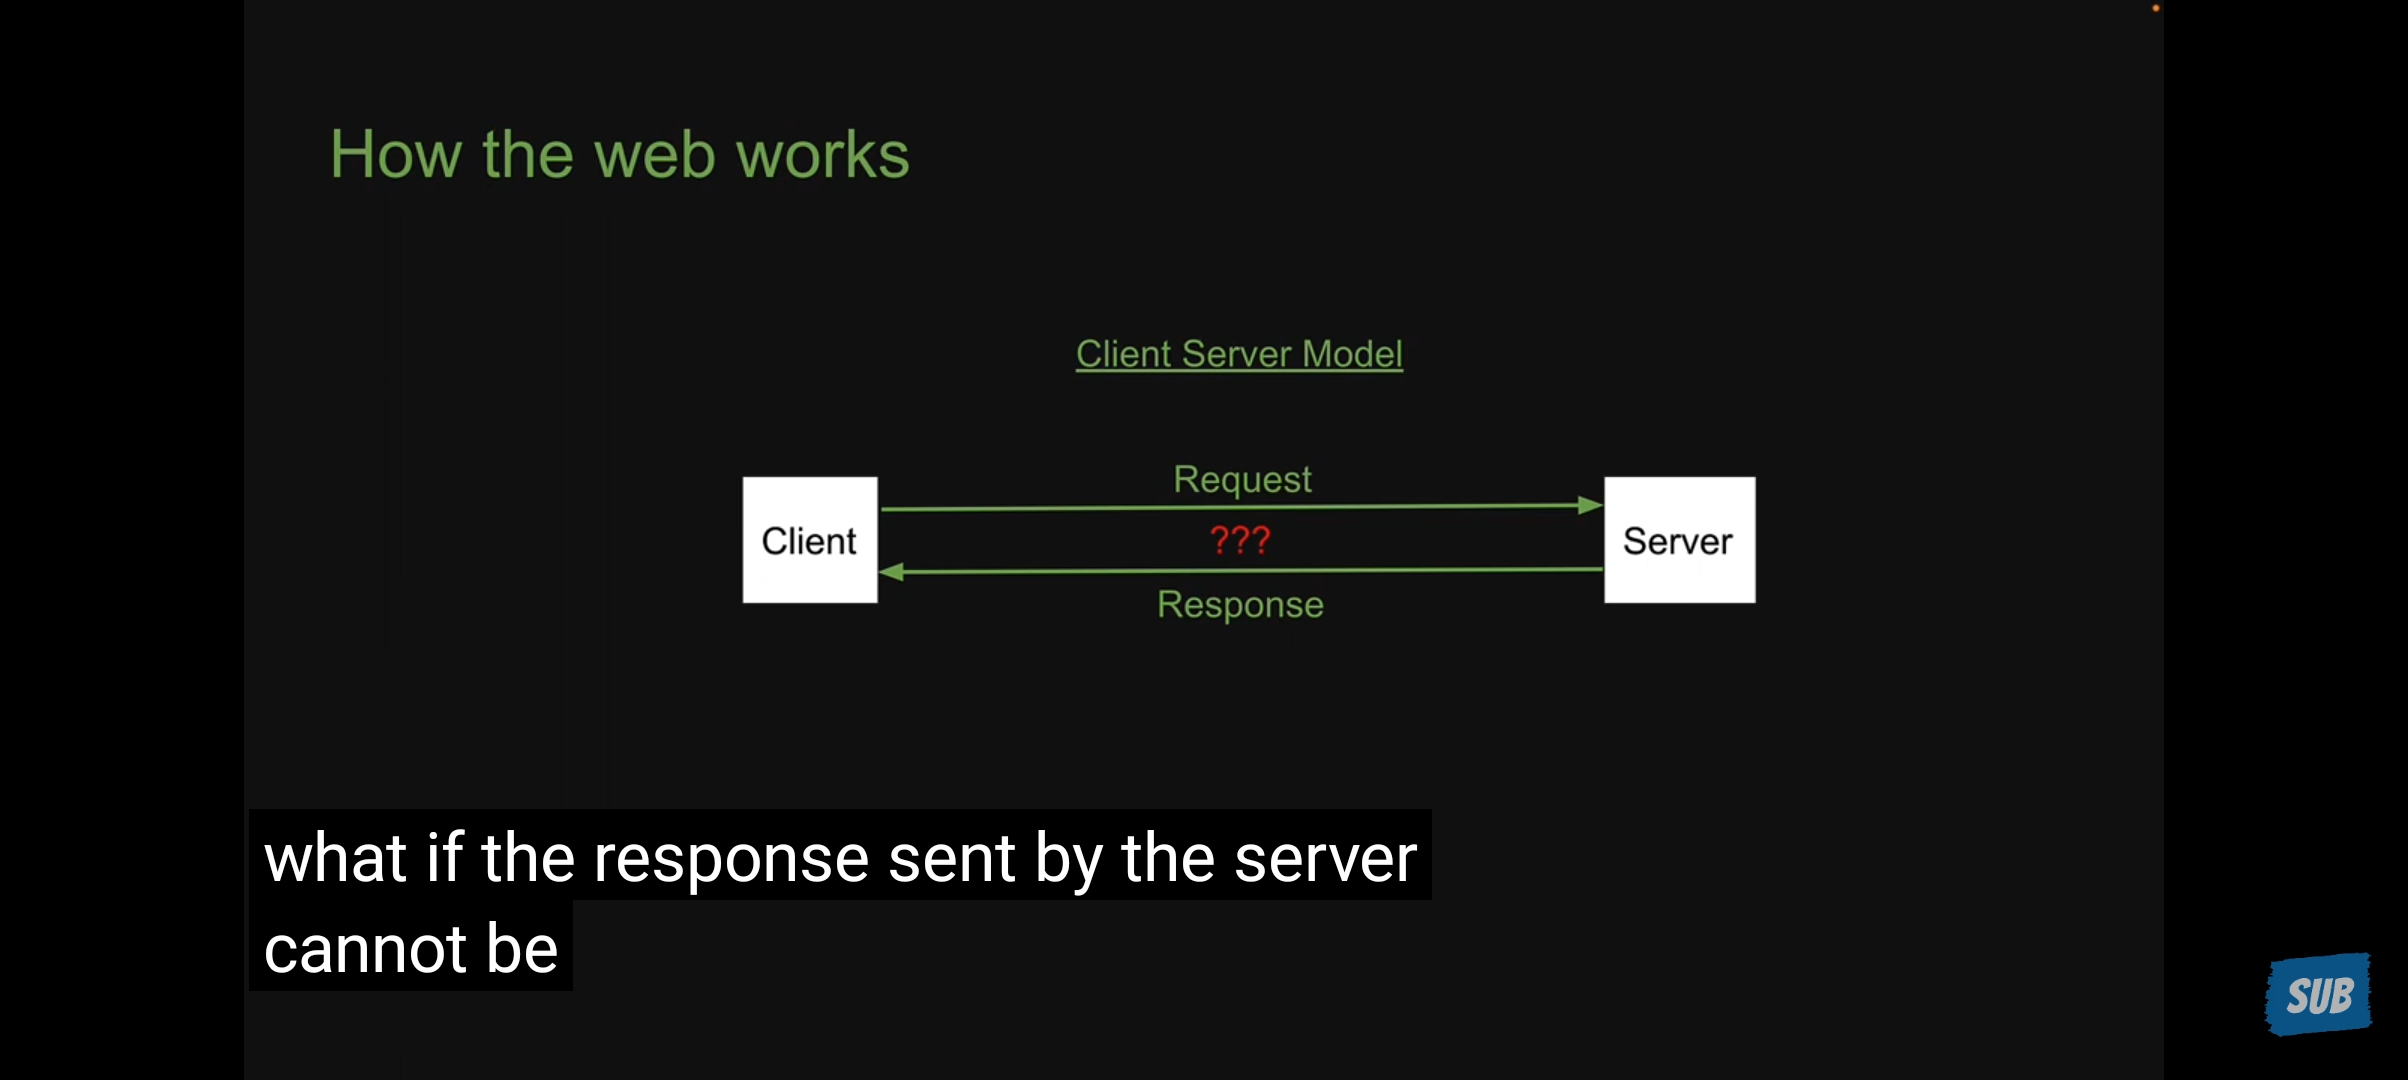 How the web works
Client Server Model
Request
Client
???
Server
Response
what if the response sent by the server
cannot be
SUB